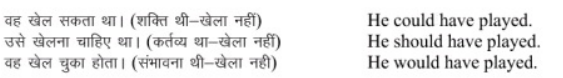 वह खेल सकता था। (शक्ति थी–खेला नहीं) He could have played.
उसे खेलना चाहिए था। (कर्तव्य था–खेला नहीं) He should have played.
वह खेल चुका होता। (संभावना थी–खेला नही) He would have played.